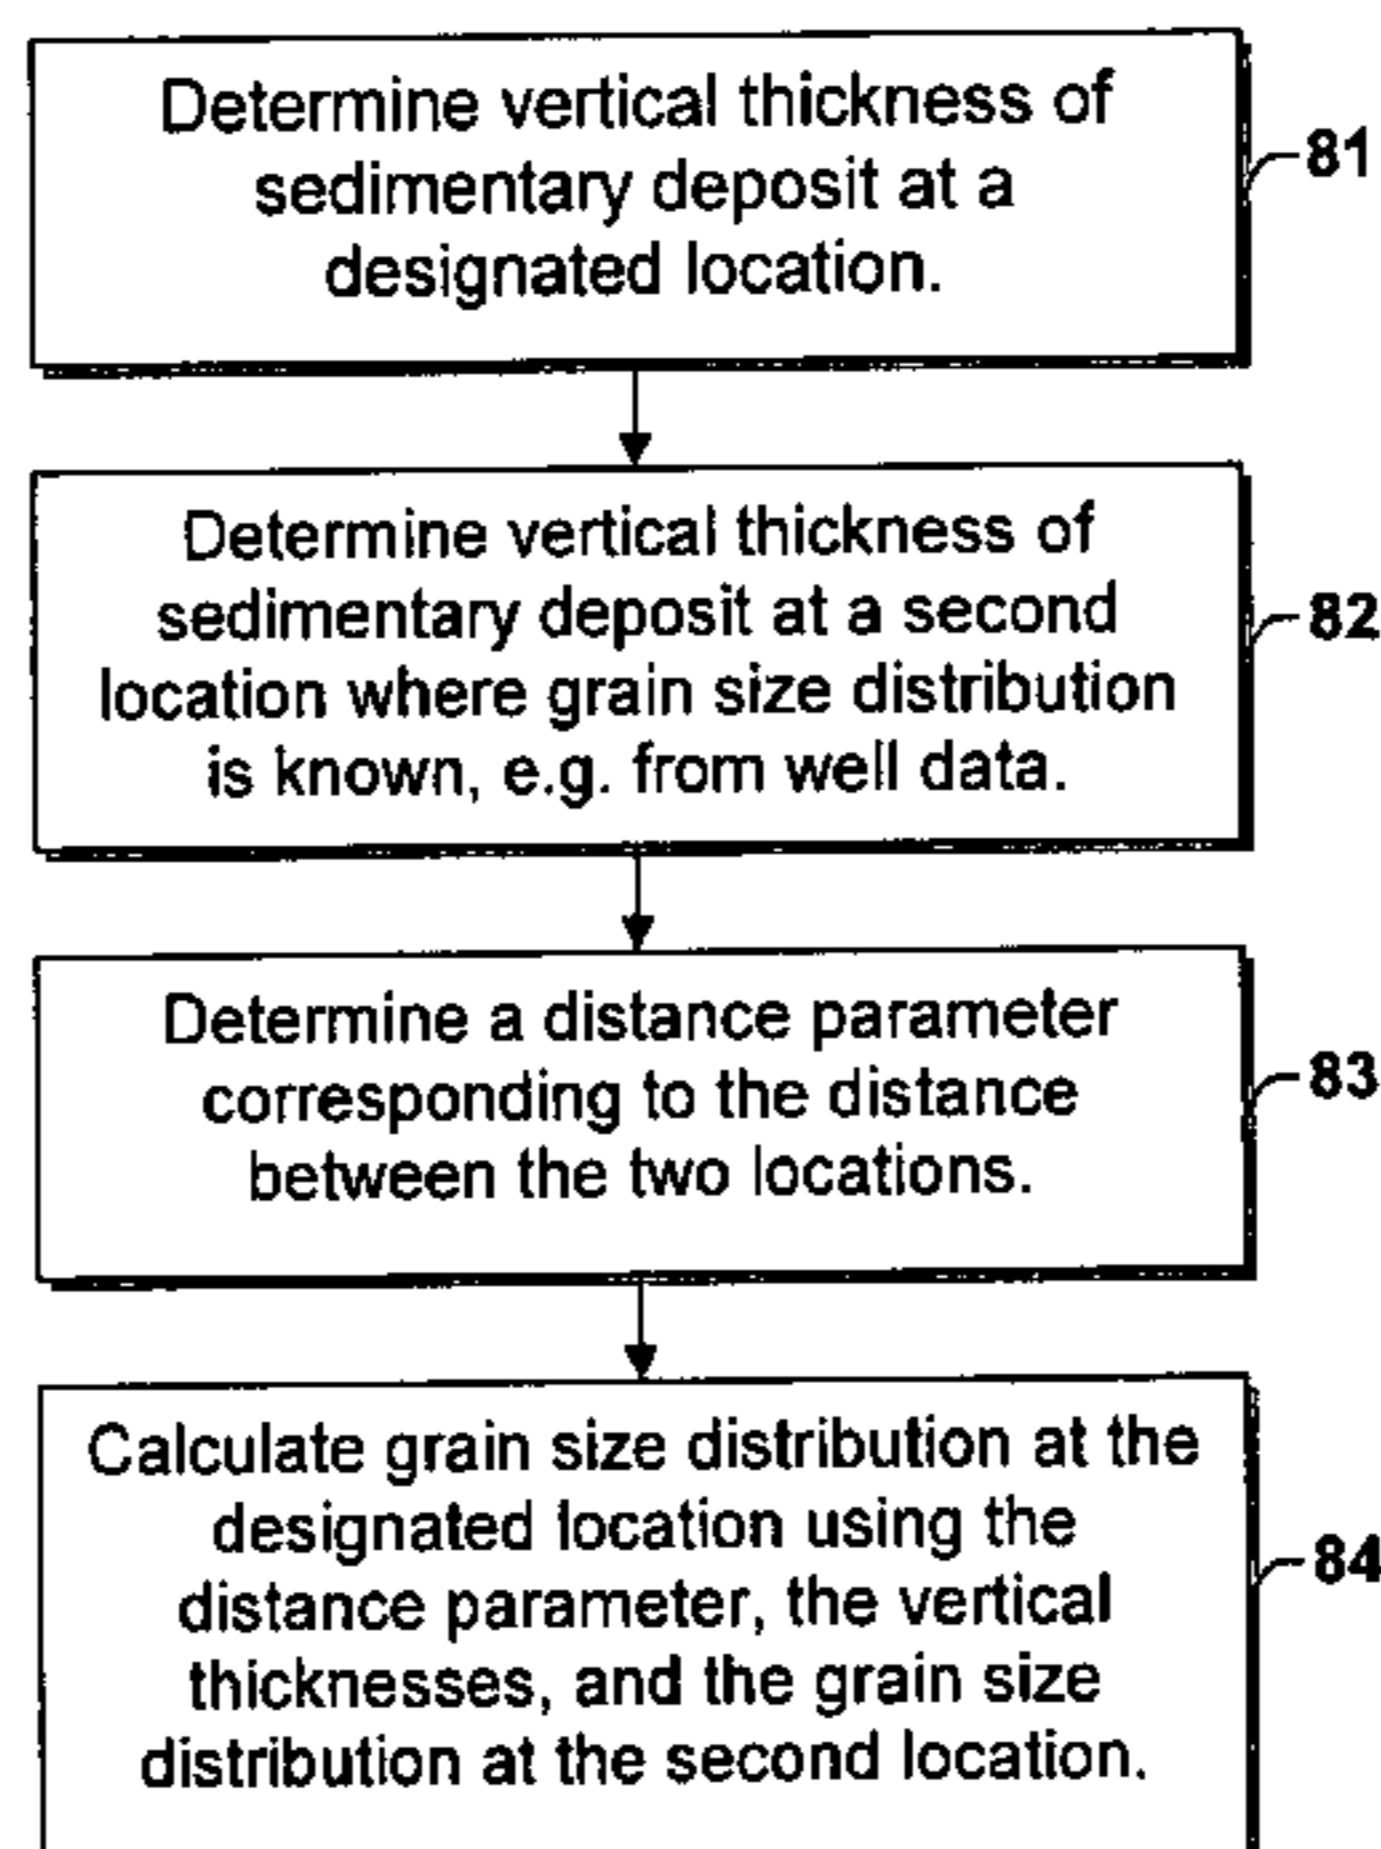 Determine vertical thickness of
sedimentary deposit at a
designated location.
81
Determine vertical thickness of
sedimentary deposit at a second
location where grain size distribution
is known, e.g. from well data.
82
Determine a distance parameter
corresponding to the distance
between the two locations.
83
Calculate grain size distribution at the
designated location using the
distance parameter, the vertical
thicknesses, and the grain size
distribution at the second location.
84